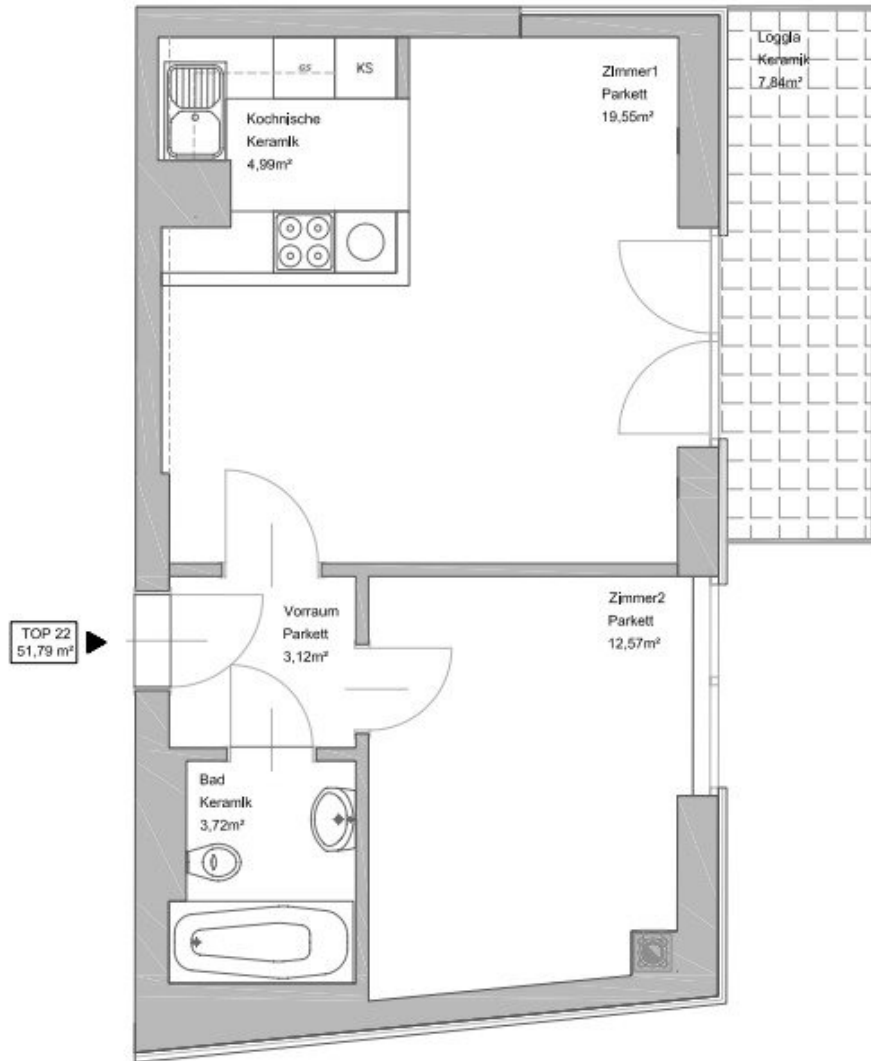 Loggia
Keramik
7,84m²
Zimmer1
Parkett
19,55m²
GS
KS
Kochnische
Keramik
4,99m²
TOP 22
51,79 m²
Vorraum
Parkett
3,12m²
Zimmer2
Parkett
12,57m²
Bad
Keramik
3,72m²